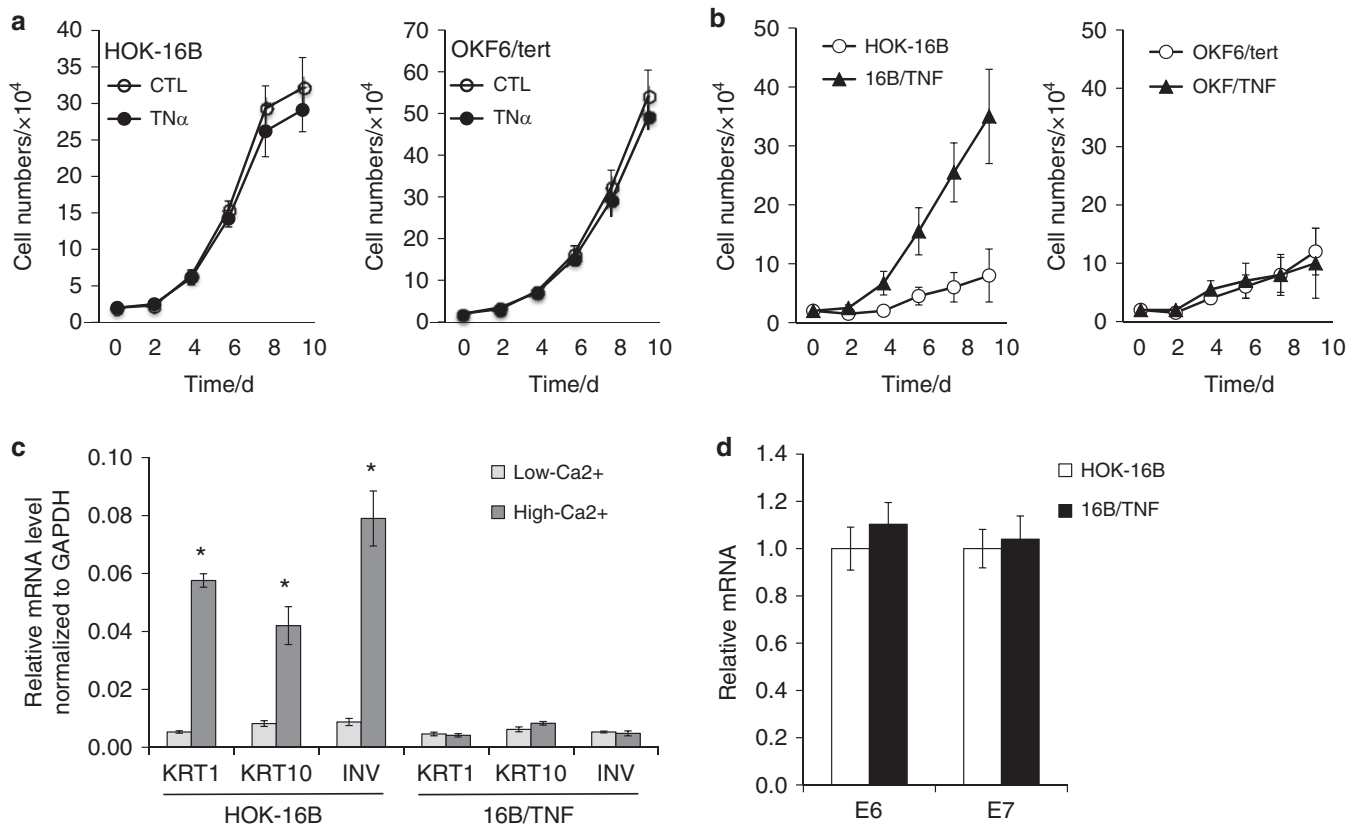 a
HOK-16B
CTL
TNα
Cell numbers/×10⁴
40
35
30
25
20
15
10
5
0
0 2 4 6 8 10
Time/d
OKF6/tert
CTL
TNα
Cell numbers/×10⁴
70
60
50
40
30
20
10
0
0 2 4 6 8 10
Time/d
b
HOK-16B
16B/TNF
Cell numbers/×10⁴
50
40
30
20
10
0
0 2 4 6 8 10
Time/d
OKF6/tert
OKF/TNF
Cell numbers/×10⁴
50
40
30
20
10
0
0 2 4 6 8 10
Time/d
c
Relative mRNA level
normalized to GAPDH
0.10
0.08
0.06
0.04
0.02
0.00
* * *
Low-Ca2+
High-Ca2+
KRT1 KRT10 INV KRT1 KRT10 INV
HOK-16B 16B/TNF
d
HOK-16B
16B/TNF
Relative mRNA
1.4
1.2
1.0
0.8
0.6
0.4
0.2
0.0
E6 E7